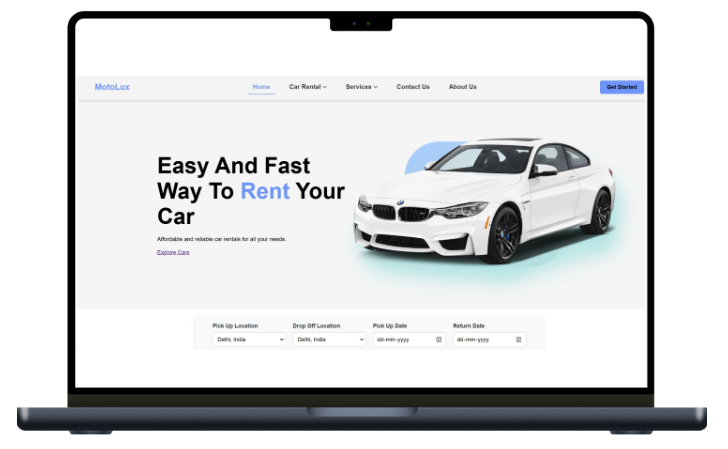 MotoLux
Home Car Rental Services Contact Us About Us
Get Started
Easy And Fast
Way To Rent Your
Car
Affordable and reliable car rentals for all your needs.
Explore Cars
Pick Up Location Drop Off Location Pick Up Date Return Date
Delhi, India Delhi, India dd-mm-yyyy dd-mm-yyyy